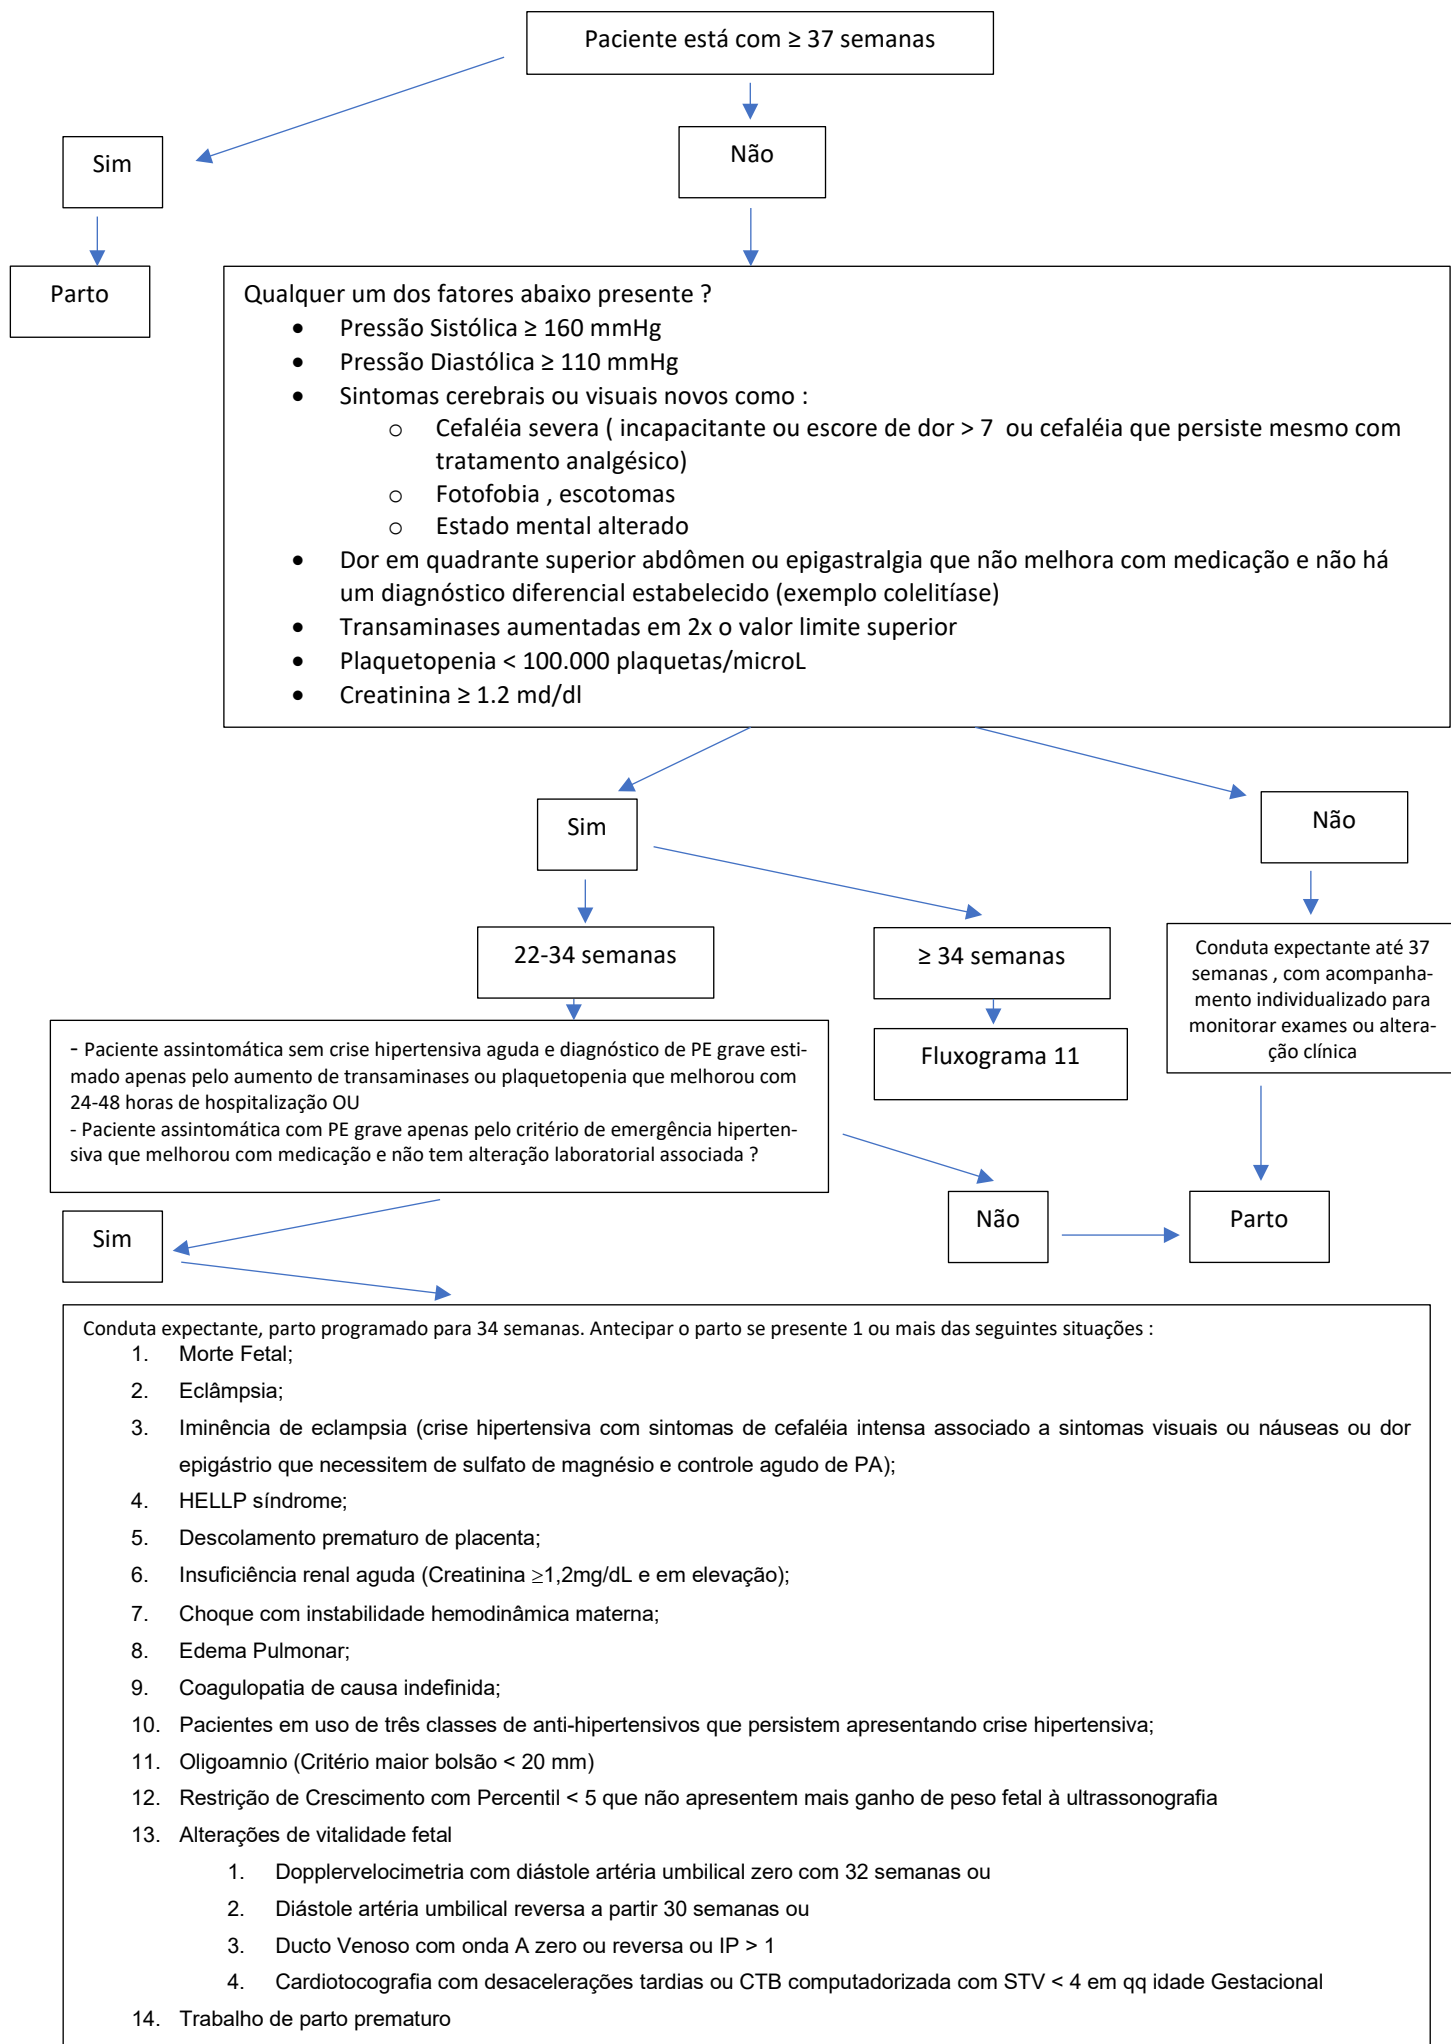 Paciente está com ≥ 37 semanas
Sim
Não
Parto
Qualquer um dos fatores abaixo presente ?
• Pressão Sistólica ≥ 160 mmHg
• Pressão Diastólica ≥ 110 mmHg
• Sintomas cerebrais ou visuais novos como :
o Cefaléia severa ( incapacitante ou escore de dor > 7 ou cefaléia que persiste mesmo com
tratamento analgésico)
o Fotofobia , escotomas
o Estado mental alterado
• Dor em quadrante superior abdômen ou epigastralgia que não melhora com medicação e não há
um diagnóstico diferencial estabelecido (exemplo colelitíase)
• Transaminases aumentadas em 2x o valor limite superior
• Plaquetopenia < 100.000 plaquetas/microL
• Creatinina ≥ 1.2 md/dl
Sim
Não
22-34 semanas
≥ 34 semanas
Conduta expectante até 37
semanas , com acompanha-
mento individualizado para
monitorar exames ou altera-
ção clínica
Fluxograma 11
- Paciente assintomática sem crise hipertensiva aguda e diagnóstico de PE grave esti-
mado apenas pelo aumento de transaminases ou plaquetopenia que melhorou com
24-48 horas de hospitalização OU
- Paciente assintomática com PE grave apenas pelo critério de emergência hiperten-
siva que melhorou com medicação e não tem alteração laboratorial associada ?
Sim
Não
Parto
Conduta expectante, parto programado para 34 semanas. Antecipar o parto se presente 1 ou mais das seguintes situações :
1. Morte Fetal;
2. Eclâmpsia;
3. Iminência de eclampsia (crise hipertensiva com sintomas de cefaléia intensa associado a sintomas visuais ou náuseas ou dor
epigástrio que necessitem de sulfato de magnésio e controle agudo de PA);
4. HELLP síndrome;
5. Descolamento prematuro de placenta;
6. Insuficiência renal aguda (Creatinina ≥1,2mg/dL e em elevação);
7. Choque com instabilidade hemodinâmica materna;
8. Edema Pulmonar;
9. Coagulopatia de causa indefinida;
10. Pacientes em uso de três classes de anti-hipertensivos que persistem apresentando crise hipertensiva;
11. Oligoamnio (Critério maior bolsão < 20 mm)
12. Restrição de Crescimento com Percentil < 5 que não apresentem mais ganho de peso fetal à ultrassonografia
13. Alterações de vitalidade fetal
1. Dopplervelocimetria com diástole artéria umbilical zero com 32 semanas ou
2. Diástole artéria umbilical reversa a partir 30 semanas ou
3. Ducto Venoso com onda A zero ou reversa ou IP > 1
4. Cardiotocografia com desacelerações tardias ou CTB computadorizada com STV < 4 em qq idade Gestacional
14. Trabalho de parto prematuro